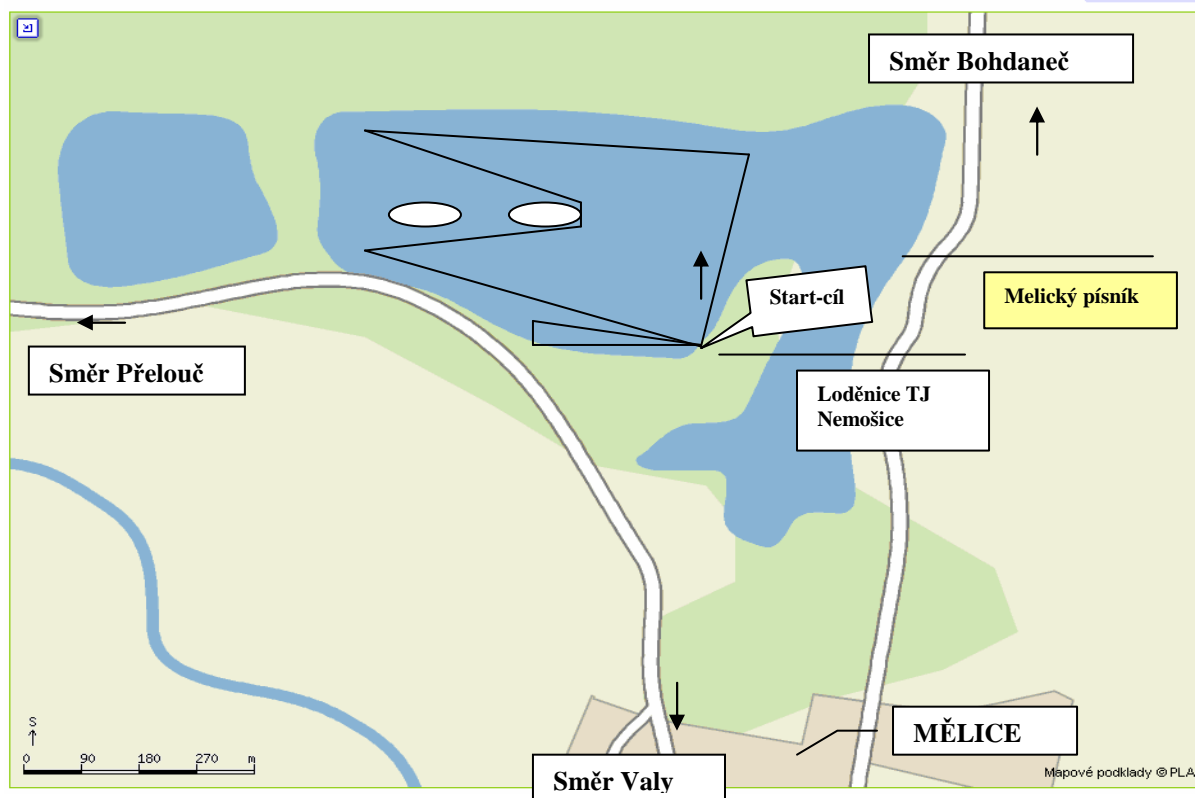 Směr Bohdaneč
Melický písník
Start-cíl
Směr Přelouč
Loděnice TJ
Nemošice
S
0 90 180 270 m
MĚLICE
Směr Valy
Mapové podklady © PLA